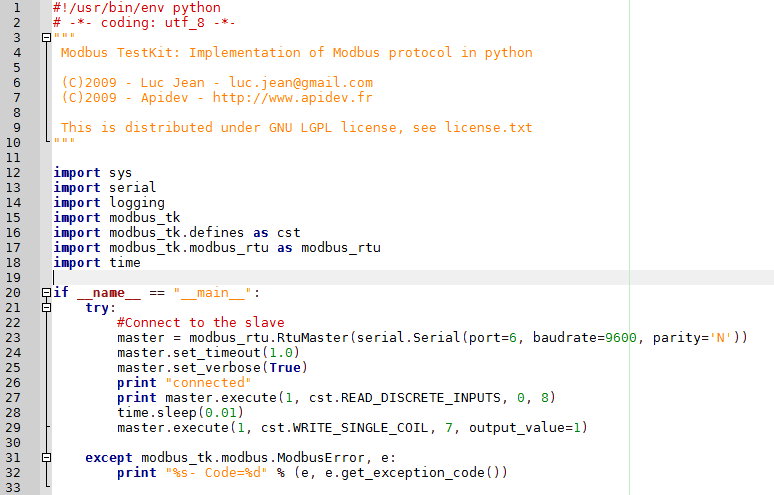 1 #!/usr/bin/env python
2 # -*- coding: utf_8 -*-
3 """
4 Modbus TestKit: Implementation of Modbus protocol in python
5
6 (C)2009 - Luc Jean - luc.jean@gmail.com
7 (C)2009 - Apidev - http://www.apidev.fr
8
9 This is distributed under GNU LGPL license, see license.txt
10 """
11
12 import sys
13 import serial
14 import logging
15 import modbus_tk
16 import modbus_tk.defines as cst
17 import modbus_tk.modbus_rtu as modbus_rtu
18 import time
19
20 if __name__ == "__main__":
21     try:
22         #Connect to the slave
23         master = modbus_rtu.RtuMaster(serial.Serial(port=6, baudrate=9600, parity='N'))
24         master.set_timeout(1.0)
25         master.set_verbose(True)
26         print "connected"
27         print master.execute(1, cst.READ_DISCRETE_INPUTS, 0, 8)
28         time.sleep(0.01)
29         master.execute(1, cst.WRITE_SINGLE_COIL, 7, output_value=1)
30
31     except modbus_tk.modbus.ModbusError, e:
32         print "%s- Code=%d" % (e, e.get_exception_code())
33